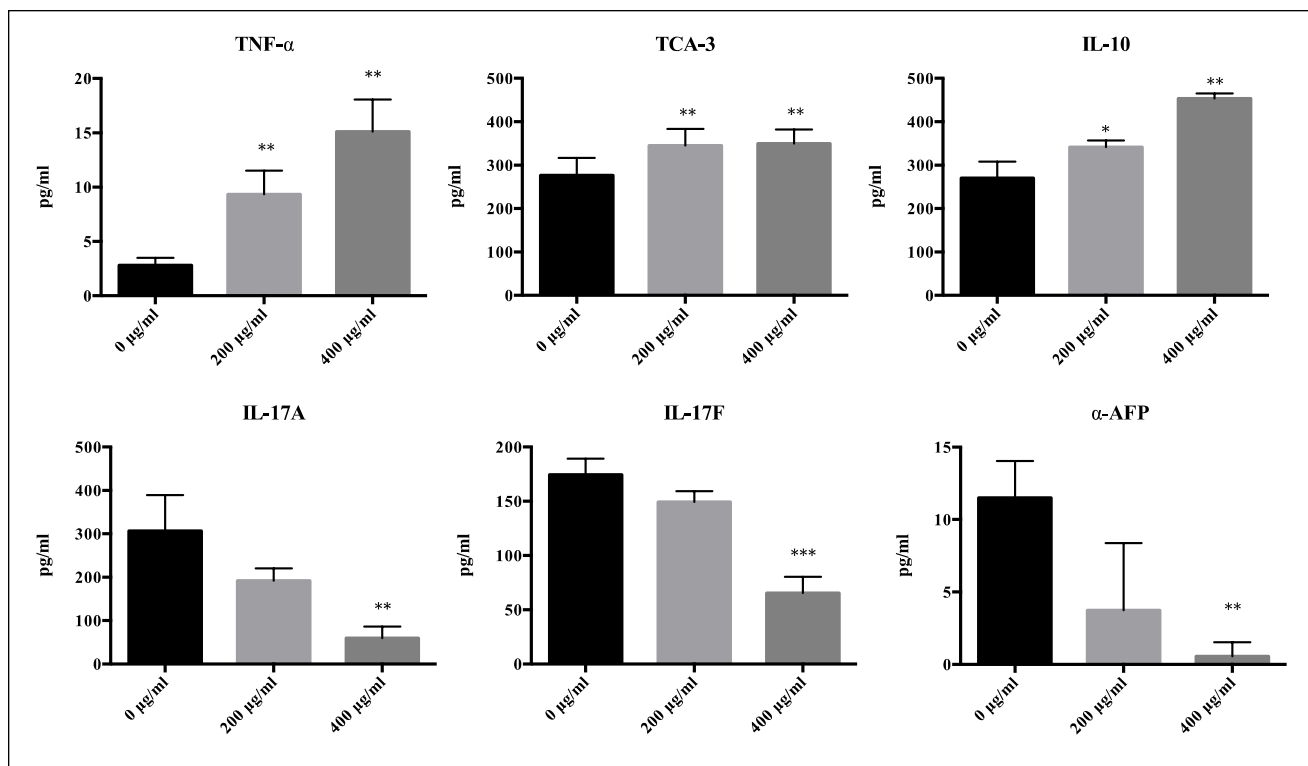 TNF-α
20
15
10
5
0
pg/ml
**
**
0 µg/ml
200 µg/ml
400 µg/ml
TCA-3
500
400
300
200
100
0
pg/ml
**
**
0 µg/ml
200 µg/ml
400 µg/ml
IL-10
500
400
300
200
100
0
pg/ml
*
**
0 µg/ml
200 µg/ml
400 µg/ml
IL-17A
500
400
300
200
100
0
pg/ml
**
0 µg/ml
200 µg/ml
400 µg/ml
IL-17F
200
150
100
50
0
pg/ml
***
0 µg/ml
200 µg/ml
400 µg/ml
α-AFP
15
10
5
0
pg/ml
**
0 µg/ml
200 µg/ml
400 µg/ml